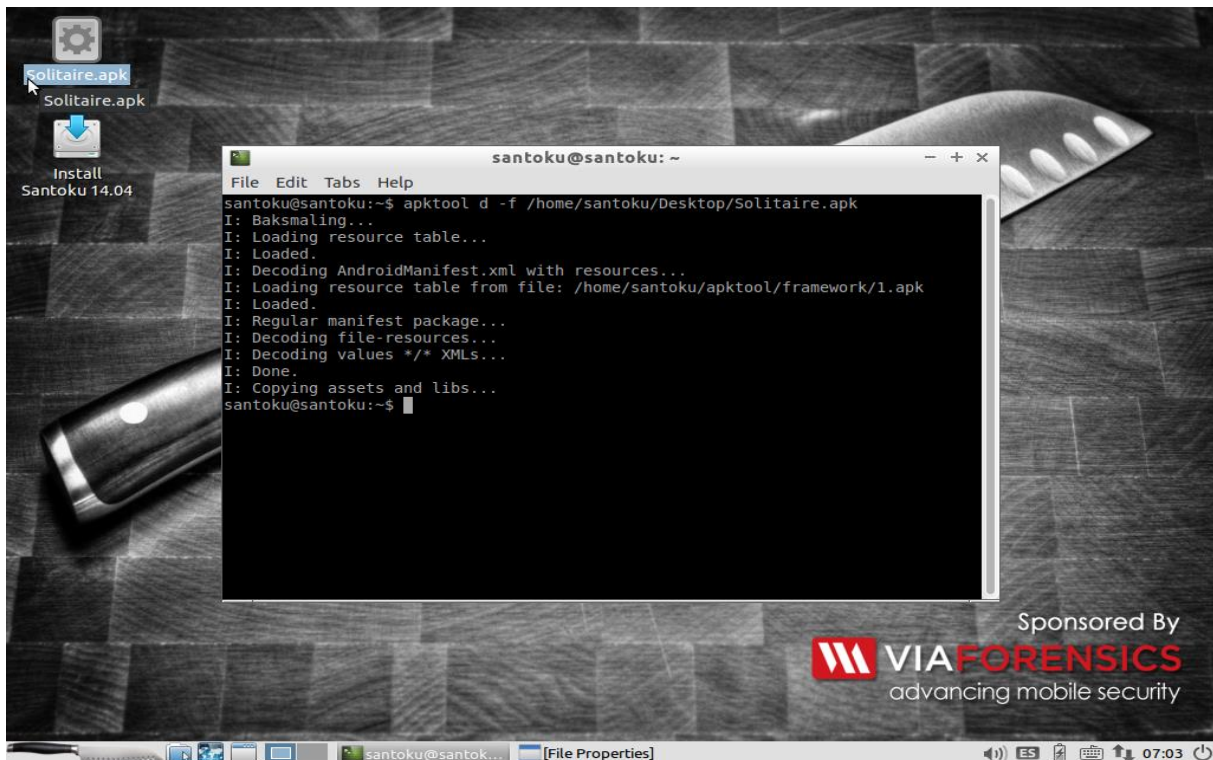 Solitaire.apk
Solitaire.apk
Install
Santoku 14.04
santoku@santoku: ~
File Edit Tabs Help
santoku@santoku:~$ apktool d -f /home/santoku/Desktop/Solitaire.apk
I: Baksmaling...
I: Loading resource table...
I: Loaded.
I: Decoding AndroidManifest.xml with resources...
I: Loading resource table from file: /home/santoku/apktool/framework/1.apk
I: Loaded.
I: Regular manifest package...
I: Decoding file-resources...
I: Decoding values */* XMLs...
I: Done.
I: Copying assets and libs...
santoku@santoku:~$
Sponsored By
VIAFORENSICS
advancing mobile security
santoku@santok... [File Properties] ES 07:03